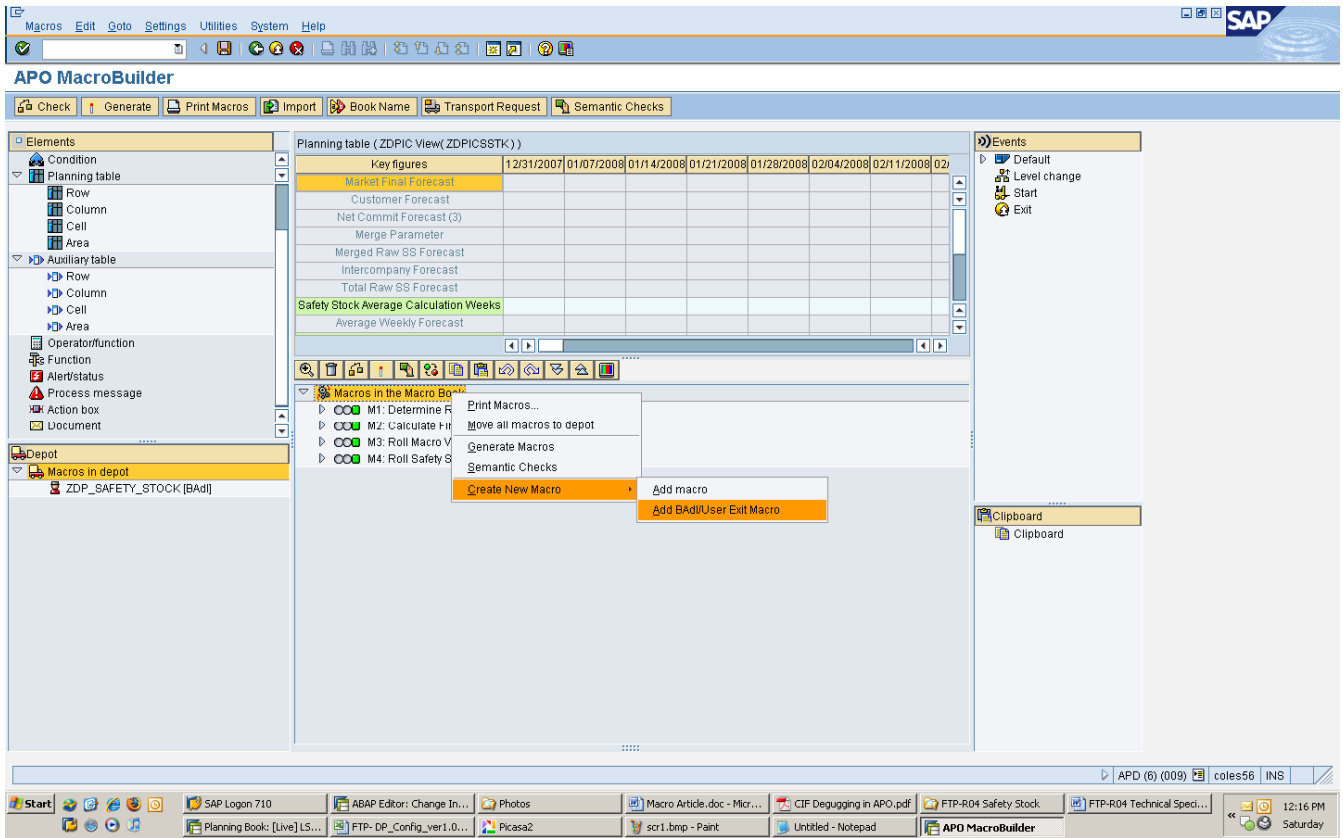 Macros Edit Goto Settings Utilities System Help
SAP
APO MacroBuilder
Check Generate Print Macros Import Book Name Transport Request Semantic Checks
Elements
Condition
Planning table
Row
Column
Cell
Area
Auxiliary table
Row
Column
Cell
Area
Operator/function
Function
Alert/status
Process message
Action box
Document
Depot
Macros in depot
ZDP_SAFETY_STOCK [BAdI]
Planning table ( ZDPIC View( ZDPICSSTK ) )
Key figures 12/31/2007 01/07/2008 01/14/2008 01/21/2008 01/28/2008 02/04/2008 02/11/2008 02/
Market Final Forecast
Customer Forecast
Net Commit Forecast (3)
Merge Parameter
Merged Raw SS Forecast
Intercompany Forecast
Total Raw SS Forecast
Safety Stock Average Calculation Weeks
Average Weekly Forecast
Macros in the Macro Book
M1: Determine R
M2: Calculate Fir
M3: Roll Macro V
M4: Roll Safety S
Print Macros...
Move all macros to depot
Generate Macros
Semantic Checks
Create New Macro
Add macro
Add BAdI/User Exit Macro
Events
Default
Level change
Start
Exit
Clipboard
Clipboard
APD (6) (009) coles56 INS
Start SAP Logon 710 ABAP Editor: Change In... Photos Macro Article.doc - Micr... CIF Degugging in APO.pdf FTP-R04 Safety Stock FTP-R04 Technical Speci... 12:16 PM
Planning Book: [Live] LS... FTP- DP_Config_ver1.0... Picasa2 scr1.bmp - Paint Untitled - Notepad APO MacroBuilder Saturday